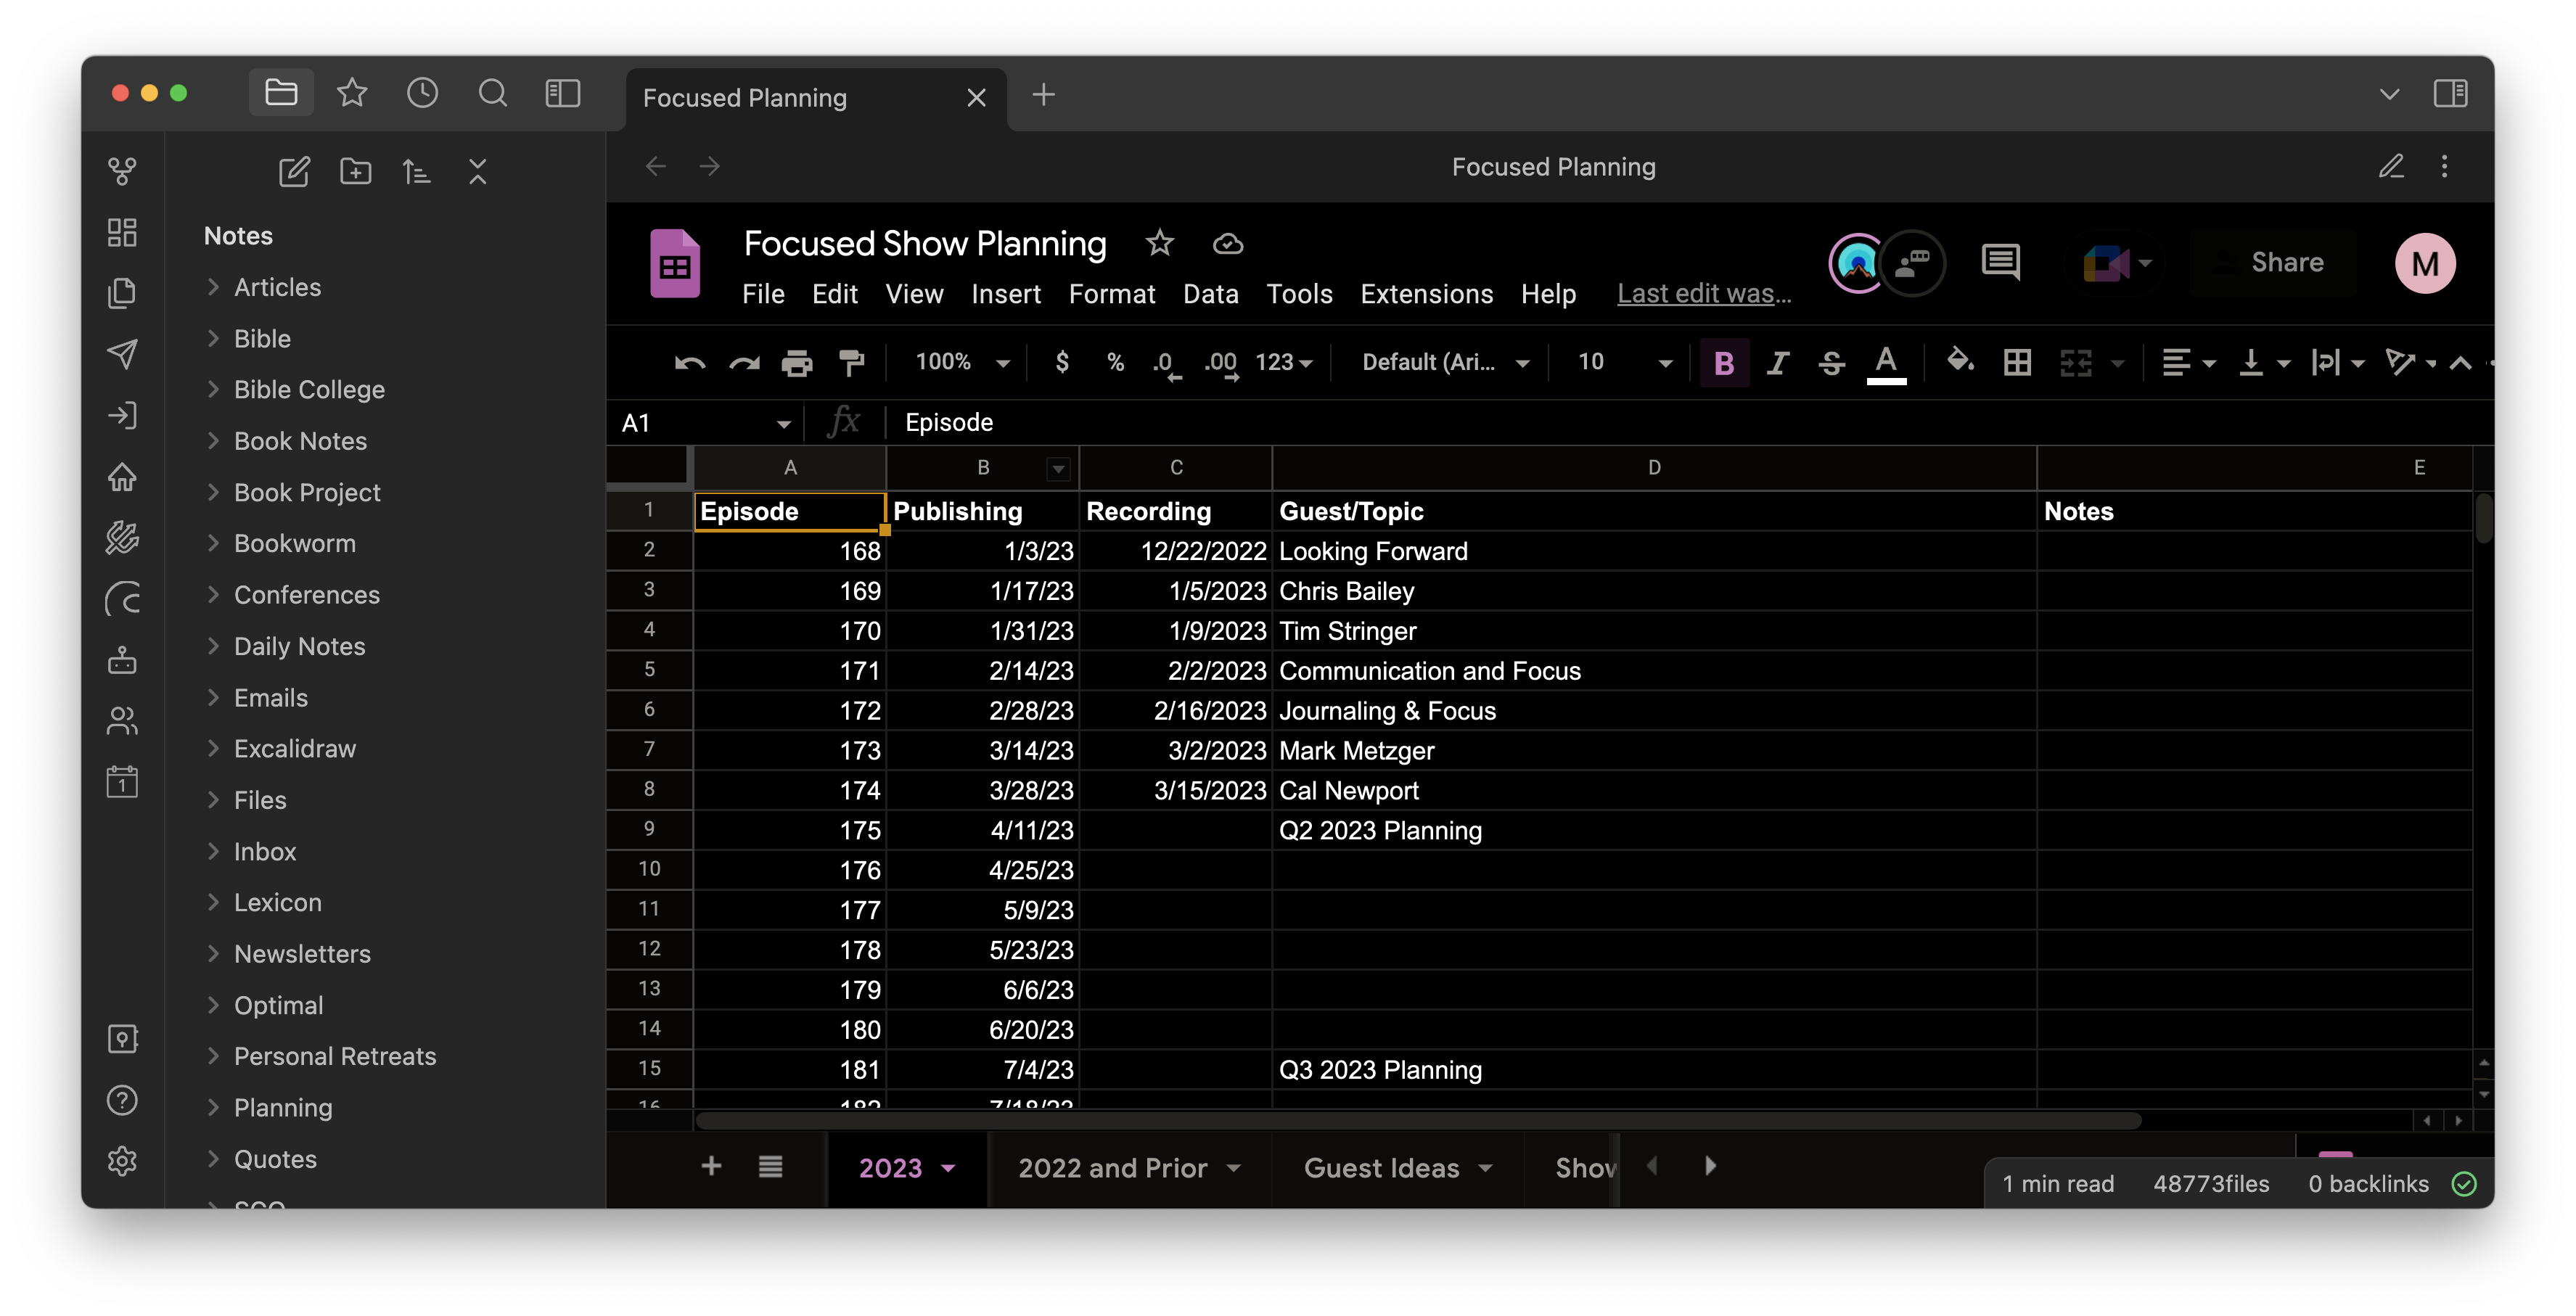 Focused Planning
Focused Planning
Notes
Articles
Bible
Bible College
Book Notes
Book Project
Bookworm
Conferences
Daily Notes
Emails
Excalidraw
Files
Inbox
Lexicon
Newsletters
Optimal
Personal Retreats
Planning
Quotes
1
Focused Show Planning
File Edit View Insert Format Data Tools Extensions Help Last edit was...
Share
M
100% $ % .0 .00 123 Default (Ari... 10 B I S A
A1 fx Episode
A B C D E
1 Episode Publishing Recording Guest/Topic Notes
2 168 1/3/23 12/22/2022 Looking Forward
3 169 1/17/23 1/5/2023 Chris Bailey
4 170 1/31/23 1/9/2023 Tim Stringer
5 171 2/14/23 2/2/2023 Communication and Focus
6 172 2/28/23 2/16/2023 Journaling & Focus
7 173 3/14/23 3/2/2023 Mark Metzger
8 174 3/28/23 3/15/2023 Cal Newport
9 175 4/11/23 Q2 2023 Planning
10 176 4/25/23
11 177 5/9/23
12 178 5/23/23
13 179 6/6/23
14 180 6/20/23
15 181 7/4/23 Q3 2023 Planning
16 182 7/18/23
2023 2022 and Prior Guest Ideas Show
1 min read 48773files 0 backlinks